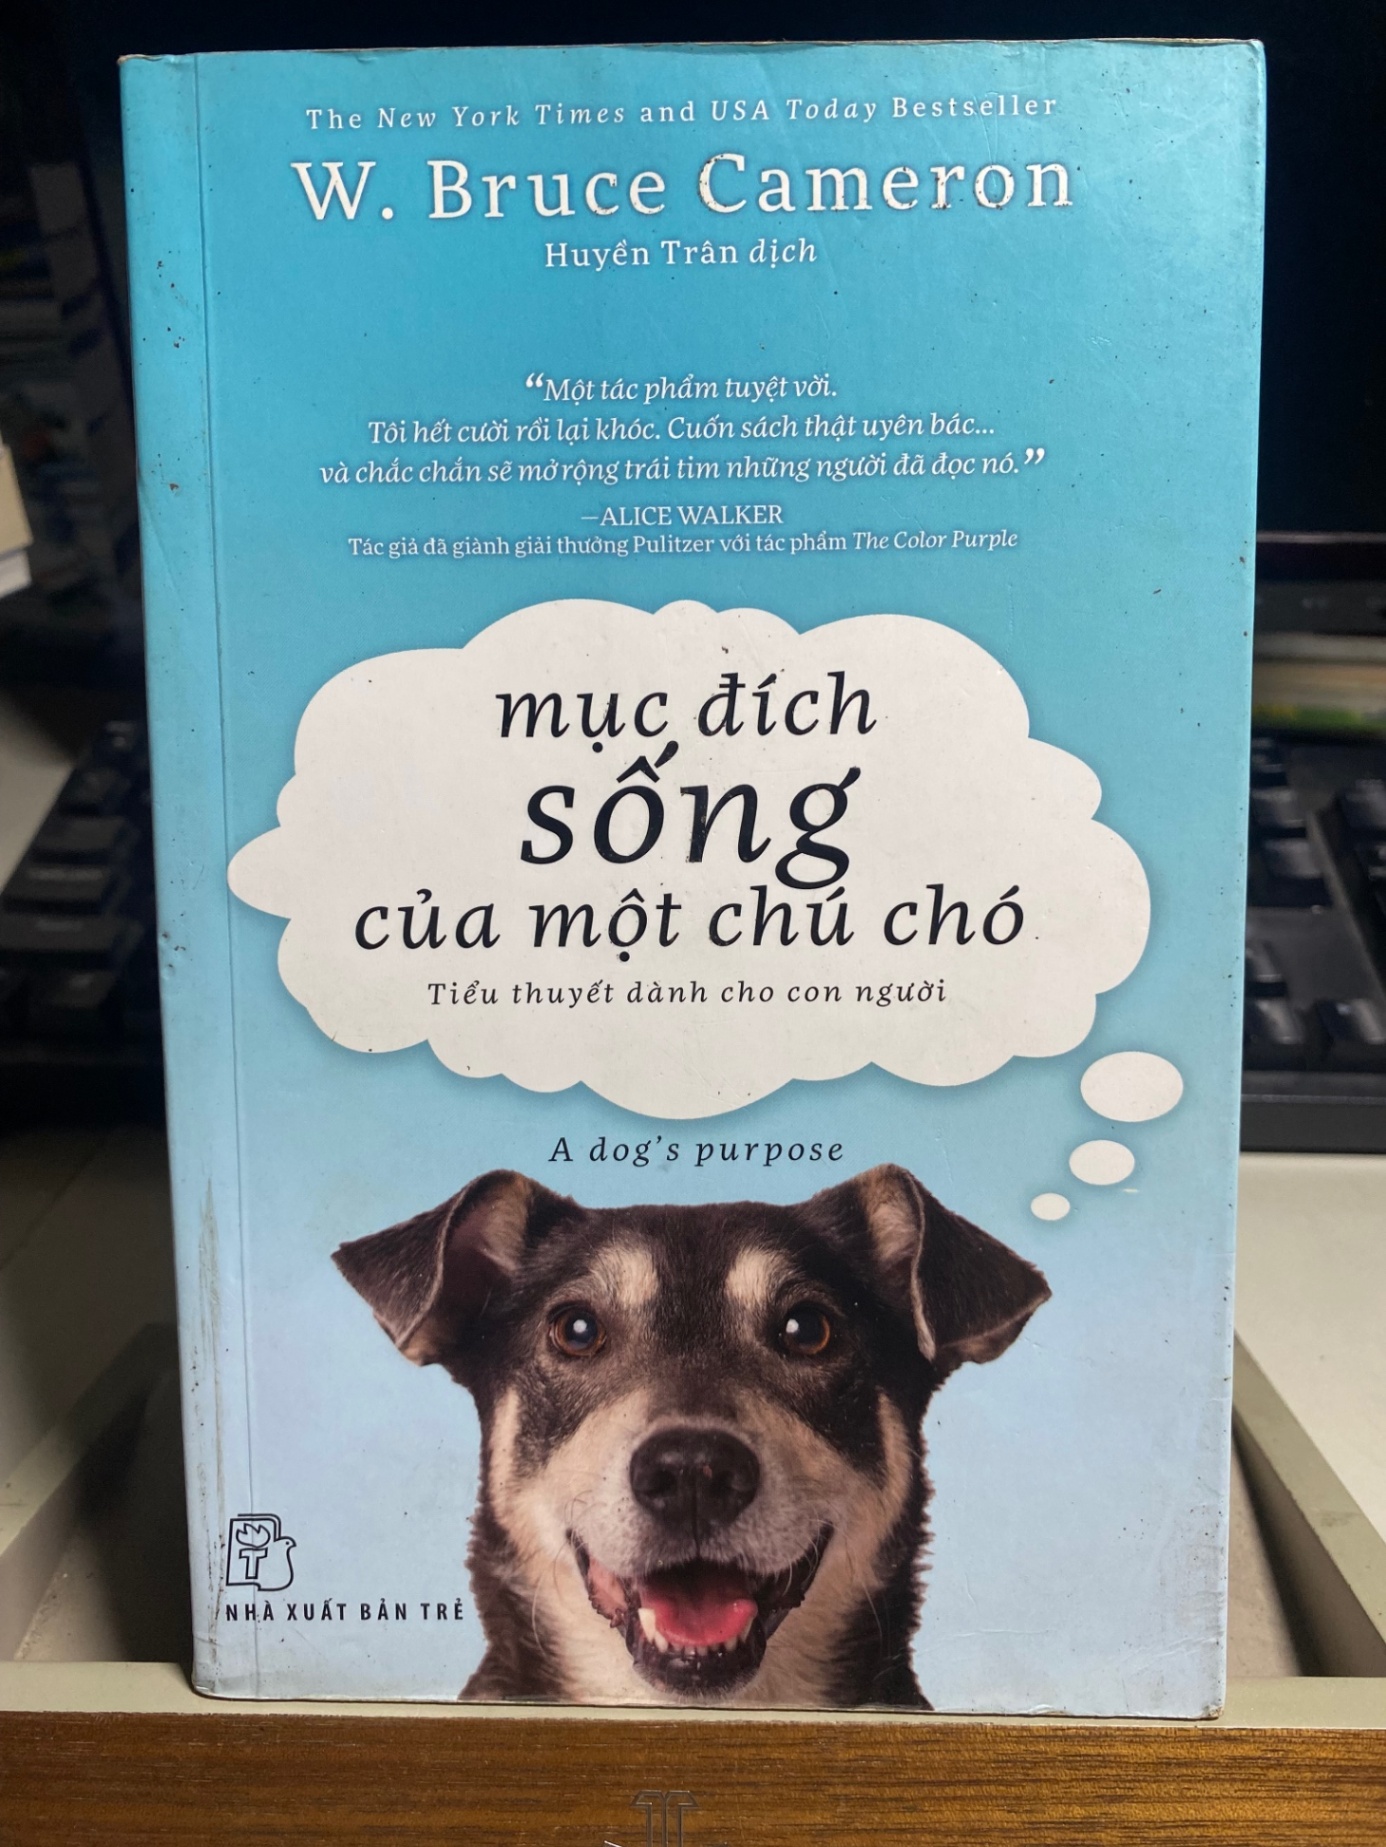 The New York Times and USA Today Bestseller
W. Bruce Cameron
Huyền Trân dịch
“Một tác phẩm tuyệt vời.
Tôi hết cười rồi lại khóc. Cuốn sách thật uyên bác...
và chắc chắn sẽ mở rộng trái tim những người đã đọc nó.”
—ALICE WALKER
Tác giả đã giành giải thưởng Pulitzer với tác phẩm The Color Purple
mục đích
sống
của một chú chó
Tiểu thuyết dành cho con người
A dog’s purpose
T
NHÀ XUẤT BẢN TRẺ